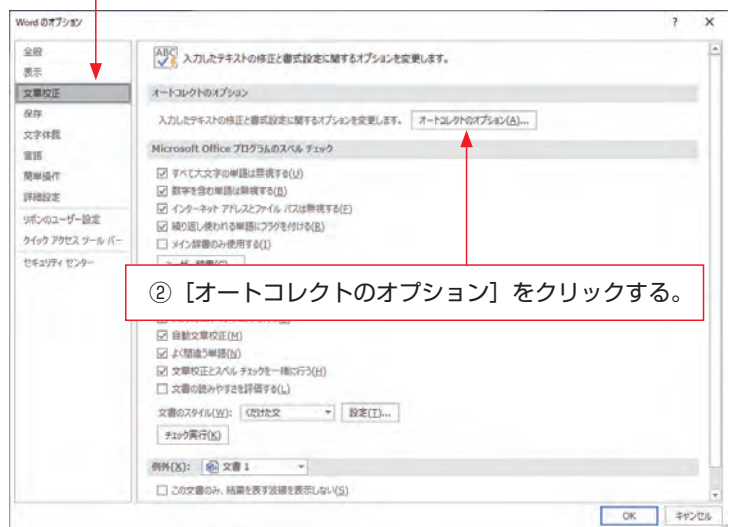 Word のオプション
? ×
全般
表示
文章校正
保存
文字体裁
言語
簡単操作
詳細設定
リボンのユーザー設定
クイック アクセス ツール バー
セキュリティ センター
ABC 入力したテキストの修正と書式設定に関するオプションを変更します。
オートコレクトのオプション
入力したテキストの修正と書式設定に関するオプションを変更します。 オートコレクトのオプション(A)...
Microsoft Office プログラムのスペル チェック
すべて大文字の単語は無視する(U)
数字を含む単語は無視する(B)
インターネット アドレスとファイル パスは無視する(F)
繰り返し使われる単語にフラグを付ける(R)
メイン辞書のみ使用する(I)
②［オートコレクトのオプション］をクリックする。
自動文章校正(M)
よく間違う単語(N)
文章校正とスペル チェックを一緒に行う(H)
文書の読みやすさを評価する(L)
文書のスタイル(W): くだけた文 設定(T)...
チェック実行(K)
例外(X): 文書 1
この文書のみ、結果を表す波線を表示しない(S)
OK キャンセル